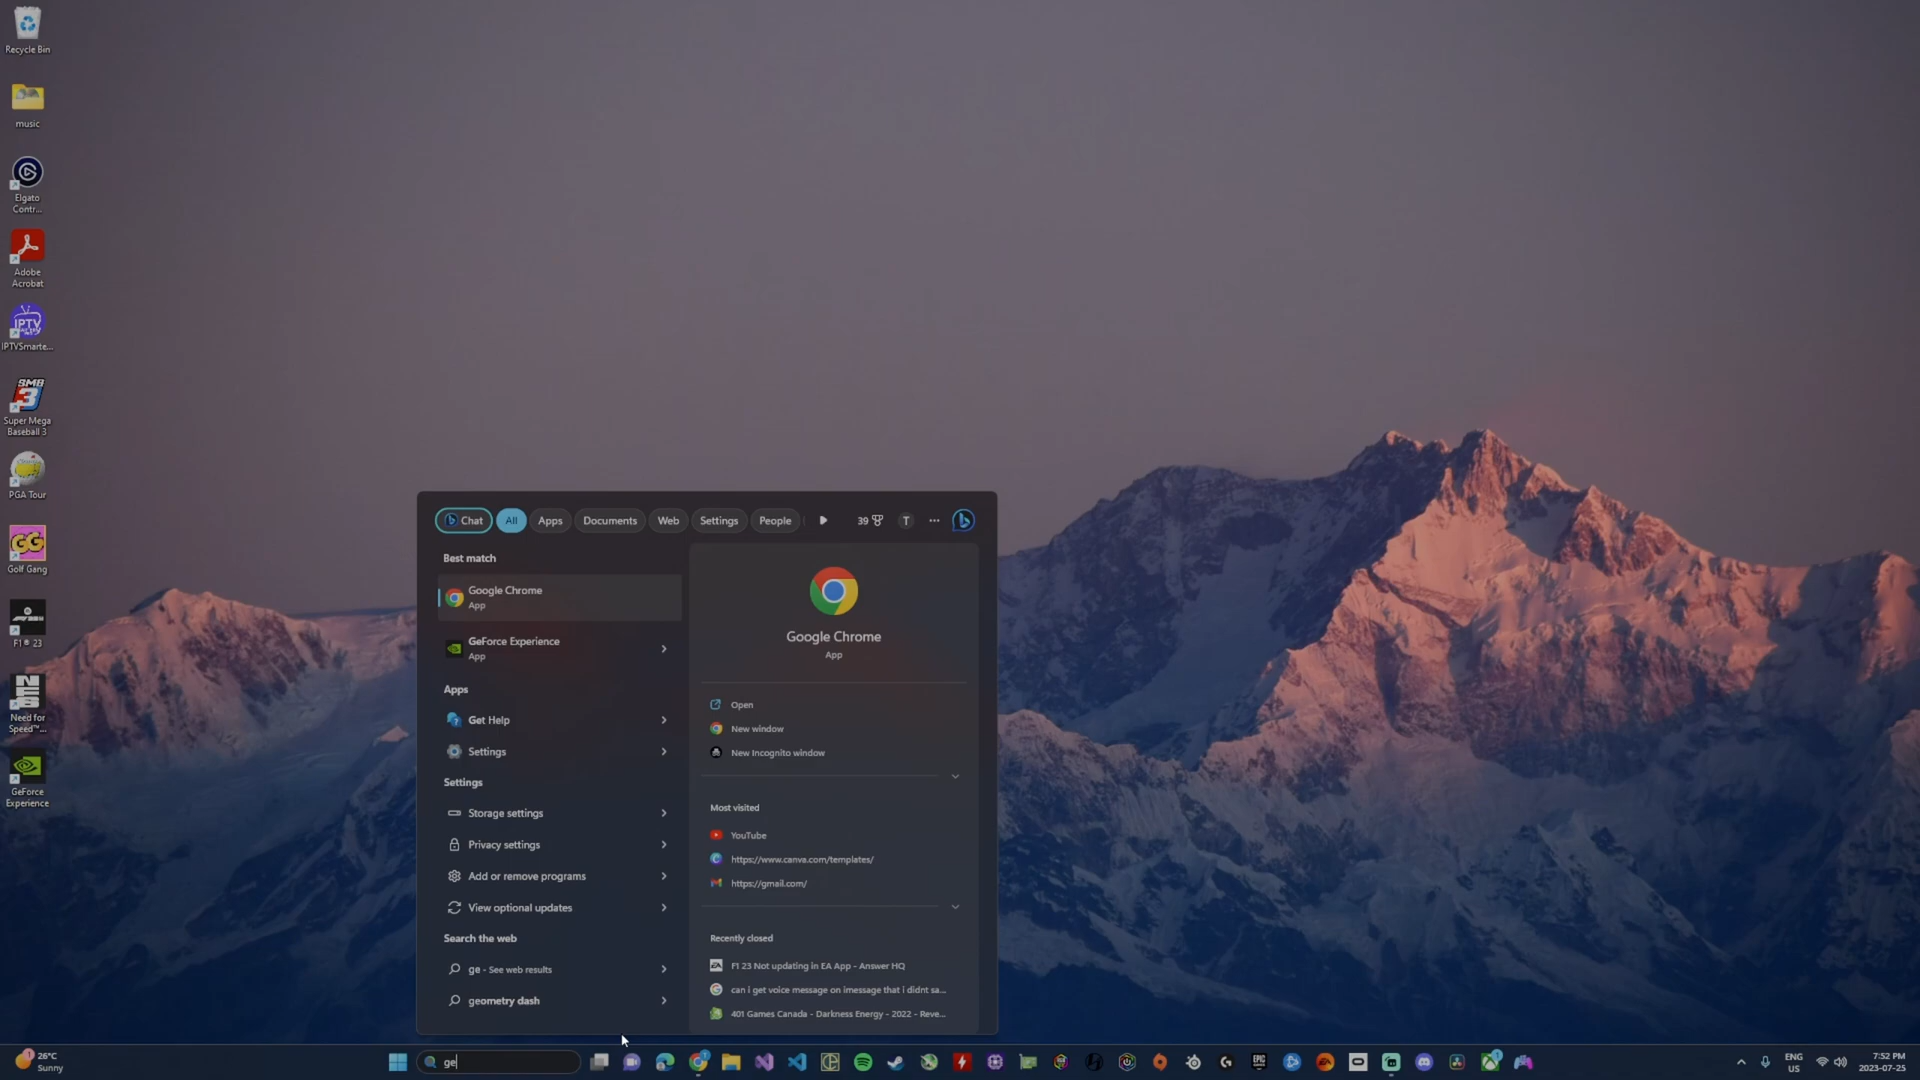 Recycle Bin
music
Elgato
Contr...
Adobe
Acrobat
IPTV
IPTVSmarte...
SMB
3
Super Mega
Baseball 3
PGA Tour
GG
Golf Gang
F1® 23
Need for
Speed™...
GeForce
Experience
Chat
All
Apps
Documents
Web
Settings
People
39
T
Best match
Google Chrome
App
GeForce Experience
App
Apps
Get Help
Settings
Settings
Storage settings
Privacy settings
Add or remove programs
View optional updates
Search the web
ge - See web results
geometry dash
Google Chrome
App
Open
New window
New Incognito window
Most visited
YouTube
https://www.canva.com/templates/
https://gmail.com/
Recently closed
F1 23 Not updating in EA App - Answer HQ
can i get voice message on imessage that i didnt sa...
401 Games Canada - Darkness Energy - 2022 - Reve...
1
26°C
Sunny
ge
EPIC
ENG
US
7:52 PM
2023-07-25